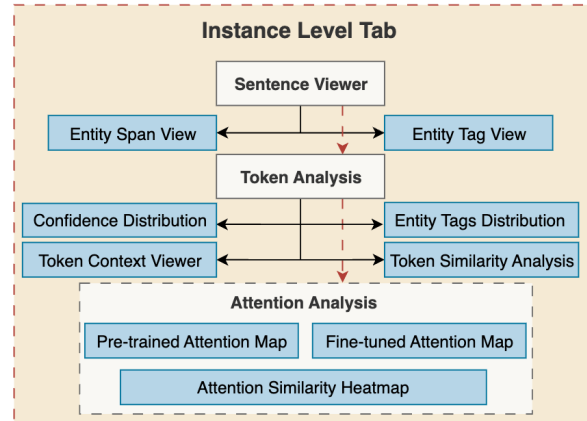 Instance Level Tab
Sentence Viewer
Entity Span View
Entity Tag View
Token Analysis
Confidence Distribution
Entity Tags Distribution
Token Context Viewer
Token Similarity Analysis
Attention Analysis
Pre-trained Attention Map
Fine-tuned Attention Map
Attention Similarity Heatmap